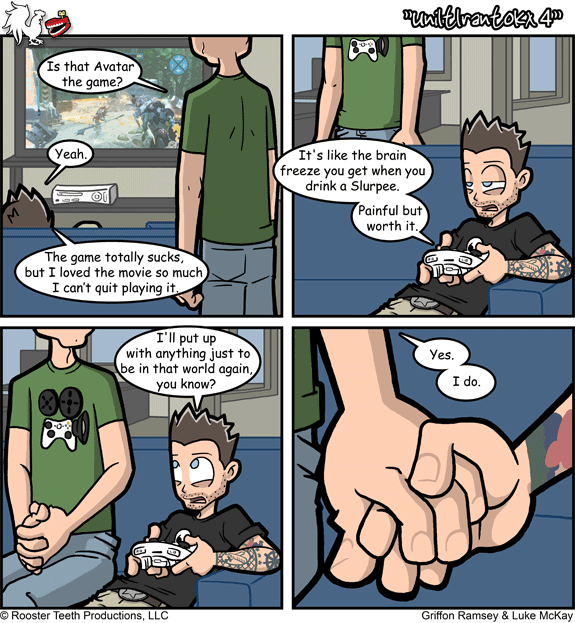 "unitlrantokx 4"
Is that Avatar
the game?
Yeah.
The game totally sucks,
but I loved the movie so much
I can't quit playing it.
It's like the brain
freeze you get when you
drink a Slurpee.
Painful but
worth it.
I'll put up
with anything just to
be in that world again,
you know?
Yes.
I do.
© Rooster Teeth Productions, LLC
Griffon Ramsey & Luke McKay